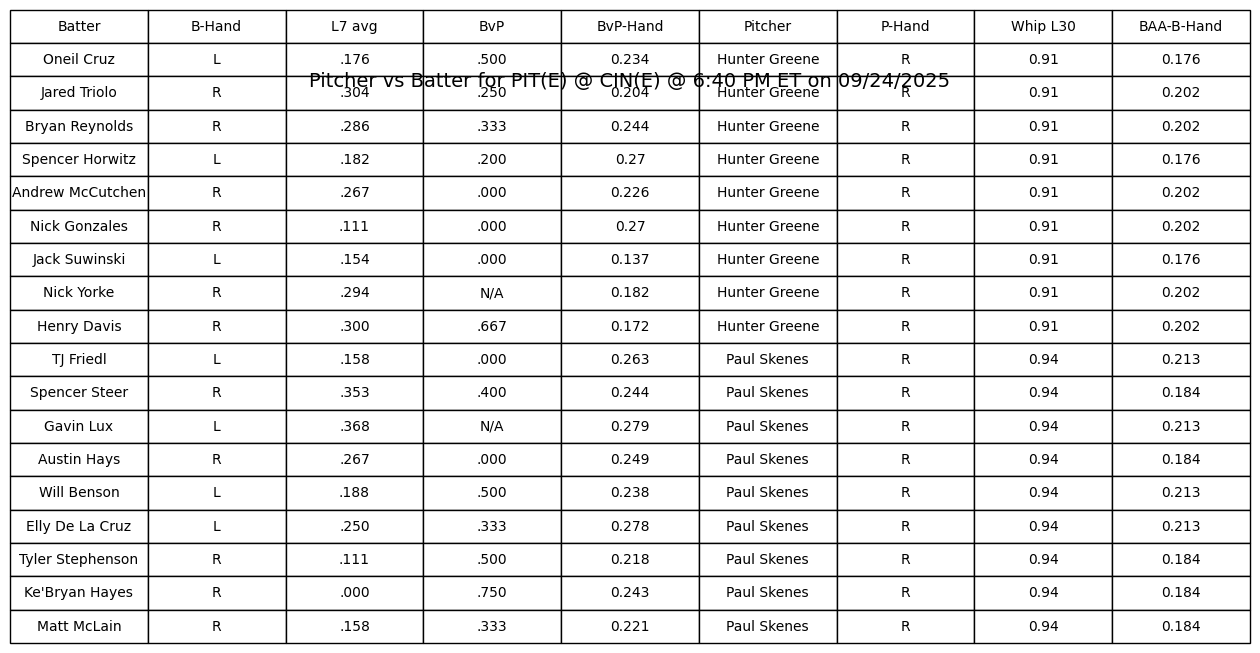 Batter B-Hand L7 avg BvP BvP-Hand Pitcher P-Hand Whip L30 BAA-B-Hand
Oneil Cruz L .176 .500 0.234 Hunter Greene R 0.91 0.176
Pitcher vs Batter for PIT(E) @ CIN(E) @ 6:40 PM ET on 09/24/2025
Jared Triolo R .304 .250 0.204 Hunter Greene R 0.91 0.202
Bryan Reynolds R .286 .333 0.244 Hunter Greene R 0.91 0.202
Spencer Horwitz L .182 .200 0.27 Hunter Greene R 0.91 0.176
Andrew McCutchen R .267 .000 0.226 Hunter Greene R 0.91 0.202
Nick Gonzales R .111 .000 0.27 Hunter Greene R 0.91 0.202
Jack Suwinski L .154 .000 0.137 Hunter Greene R 0.91 0.176
Nick Yorke R .294 N/A 0.182 Hunter Greene R 0.91 0.202
Henry Davis R .300 .667 0.172 Hunter Greene R 0.91 0.202
TJ Friedl L .158 .000 0.263 Paul Skenes R 0.94 0.213
Spencer Steer R .353 .400 0.244 Paul Skenes R 0.94 0.184
Gavin Lux L .368 N/A 0.279 Paul Skenes R 0.94 0.213
Austin Hays R .267 .000 0.249 Paul Skenes R 0.94 0.184
Will Benson L .188 .500 0.238 Paul Skenes R 0.94 0.213
Elly De La Cruz L .250 .333 0.278 Paul Skenes R 0.94 0.213
Tyler Stephenson R .111 .500 0.218 Paul Skenes R 0.94 0.184
Ke'Bryan Hayes R .000 .750 0.243 Paul Skenes R 0.94 0.184
Matt McLain R .158 .333 0.221 Paul Skenes R 0.94 0.184